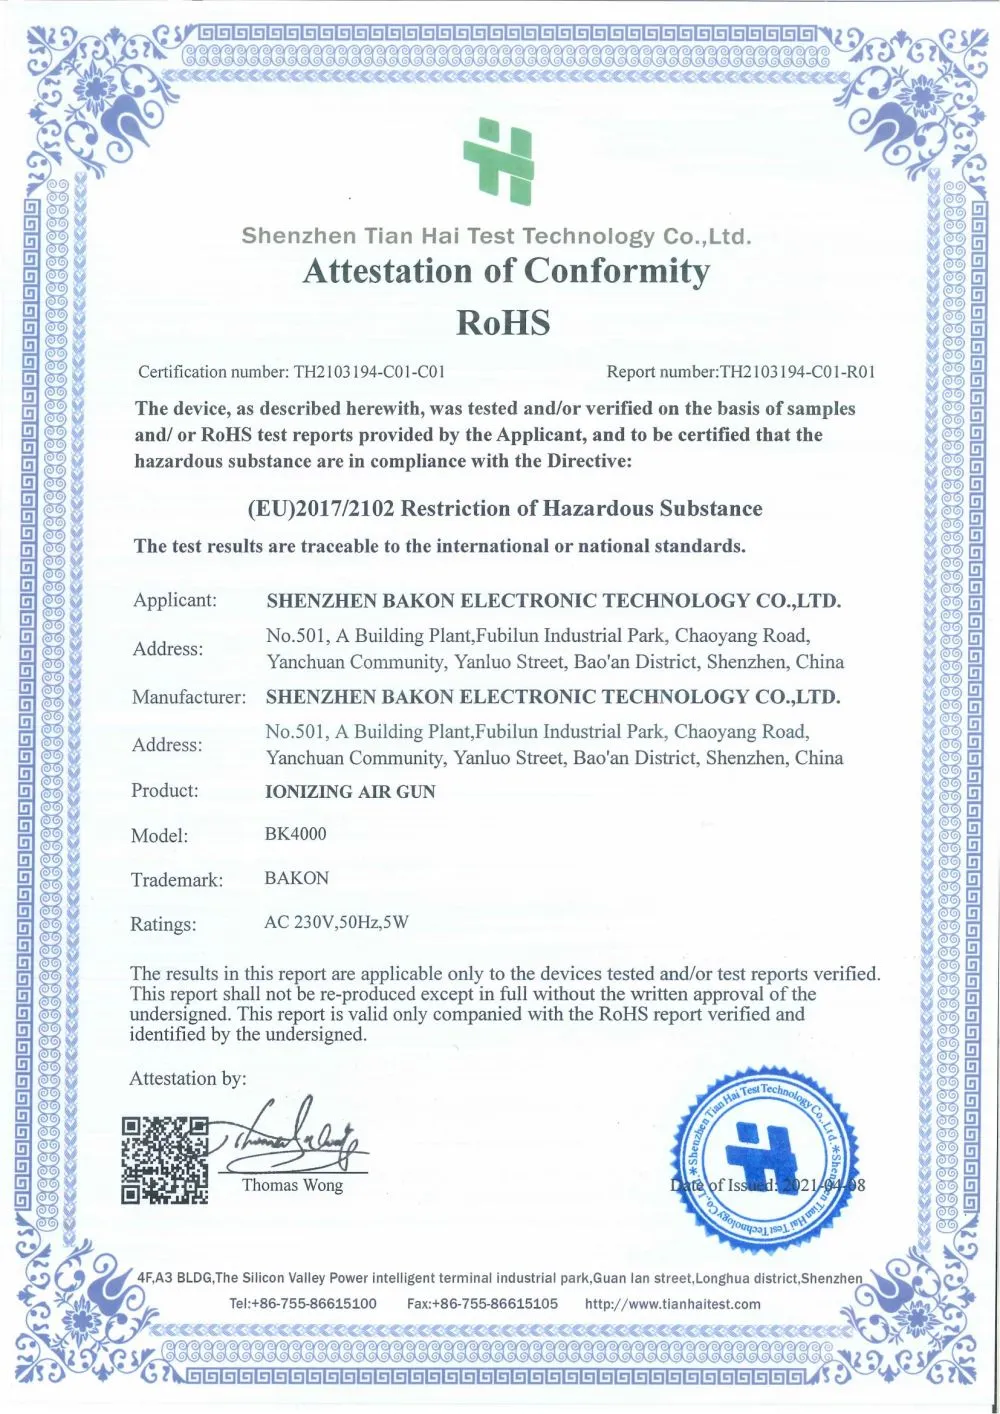 Shenzhen Tian Hai Test Technology Co.,Ltd.
Attestation of Conformity
RoHS
Certification number: TH2103194-C01-C01
Report number:TH2103194-C01-R01
The device, as described herewith, was tested and/or verified on the basis of samples
and/ or RoHS test reports provided by the Applicant, and to be certified that the
hazardous substance are in compliance with the Directive:
(EU)2017/2102 Restriction of Hazardous Substance
The test results are traceable to the international or national standards.
Applicant: SHENZHEN BAKON ELECTRONIC TECHNOLOGY CO.,LTD.
Address: No.501, A Building Plant,Fubilun Industrial Park, Chaoyang Road,
Yanchuan Community, Yanluo Street, Bao'an District, Shenzhen, China
Manufacturer: SHENZHEN BAKON ELECTRONIC TECHNOLOGY CO.,LTD.
Address: No.501, A Building Plant,Fubilun Industrial Park, Chaoyang Road,
Yanchuan Community, Yanluo Street, Bao'an District, Shenzhen, China
Product: IONIZING AIR GUN
Model: BK4000
Trademark: BAKON
Ratings: AC 230V,50Hz,5W
The results in this report are applicable only to the devices tested and/or test reports verified.
This report shall not be re-produced except in full without the written approval of the
undersigned. This report is valid only companied with the RoHS report verified and
identified by the undersigned.
Attestation by:
Thomas Wong
Shenzhen Tian Hai Test Technology Co., Ltd. * Shenzhen Tian Hai Test Technology Co., Ltd. *
Date of Issued: 2021-04-08
4F,A3 BLDG,The Silicon Valley Power intelligent terminal industrial park,Guan lan street,Longhua district,Shenzhen
Tel:+86-755-86615100 Fax:+86-755-86615105 http://www.tianhaitest.com